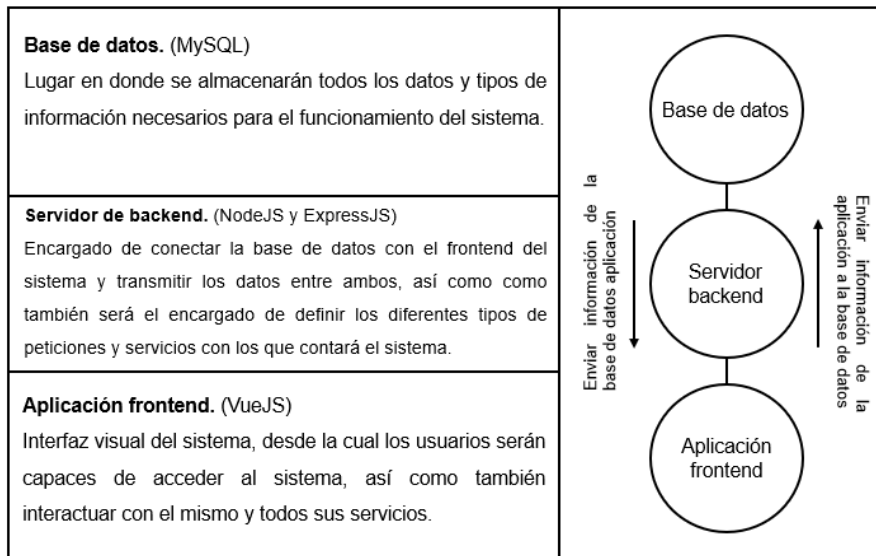 Base de datos. (MySQL)
Lugar en donde se almacenarán todos los datos y tipos de
información necesarios para el funcionamiento del sistema.
Servidor de backend. (NodeJS y ExpressJS)
Encargado de conectar la base de datos con el frontend del
sistema y transmitir los datos entre ambos, así como como
también será el encargado de definir los diferentes tipos de
peticiones y servicios con los que contará el sistema.
Aplicación frontend. (VueJS)
Interfaz visual del sistema, desde la cual los usuarios serán
capaces de acceder al sistema, así como también
interactuar con el mismo y todos sus servicios.
Base de datos
Enviar información de la
base de datos aplicación
Servidor
backend
Enviar información de la
aplicación a la base de datos
Aplicación
frontend